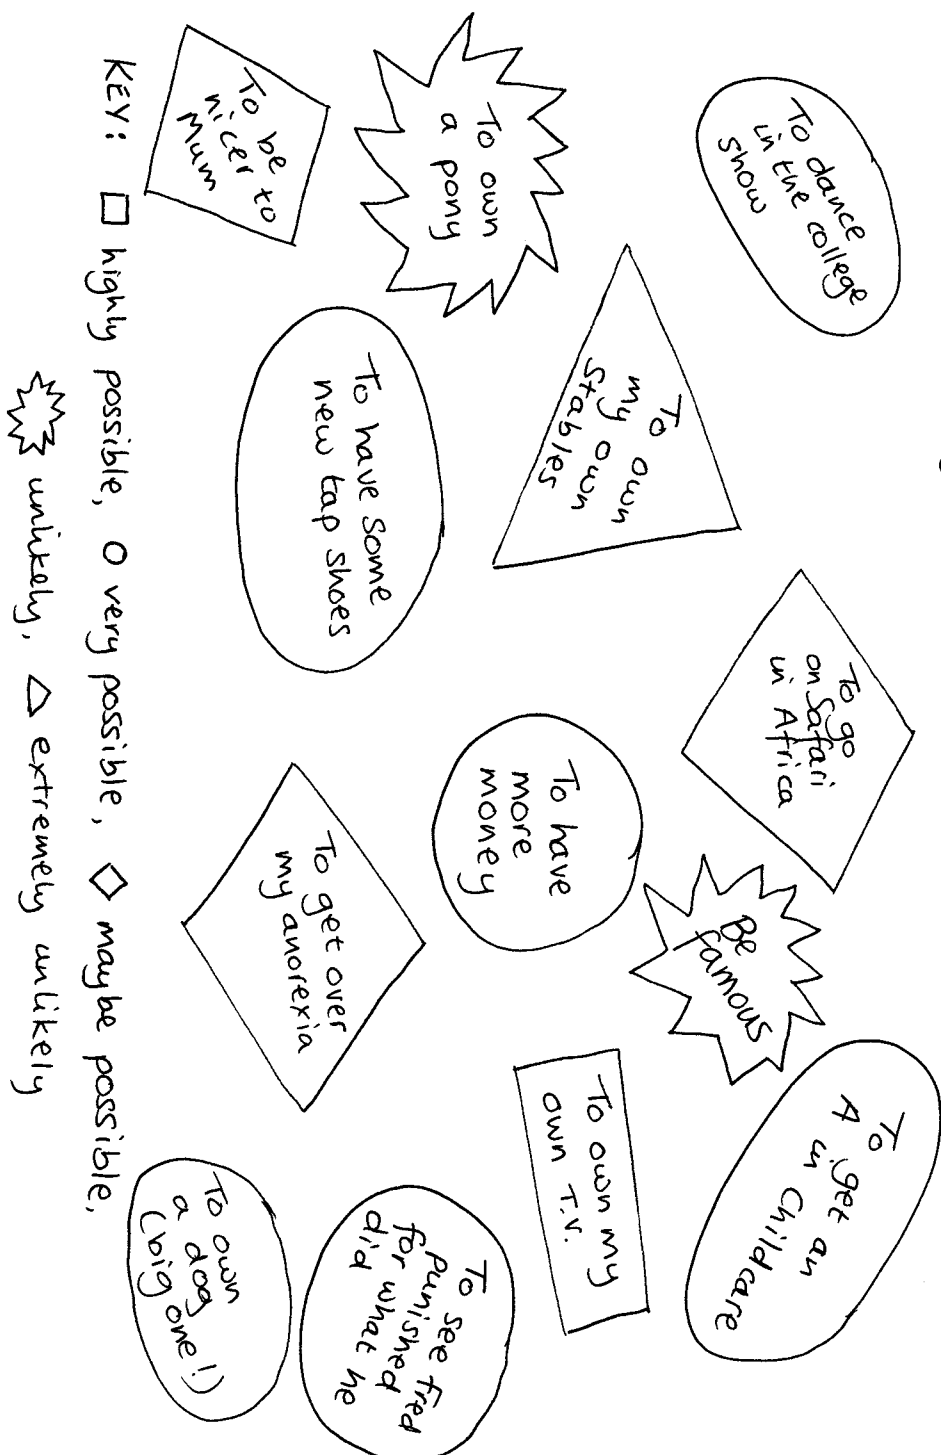 To dance
in the college
show
To own
my own
Stables
To go
on Safari
in Africa
Be
famous
To get an
A in Childcare
To own
a pony
To have some
new tap shoes
To have
more
money
To own my
own T.V.
To see Fred
punished
for what he
did
To be
nicer to
Mum
To get over
my anorexia
To own
a dog
(big one!)
KEY: □ highly possible, O very possible, ◇ maybe possible,
unlikely, △ extremely unlikely